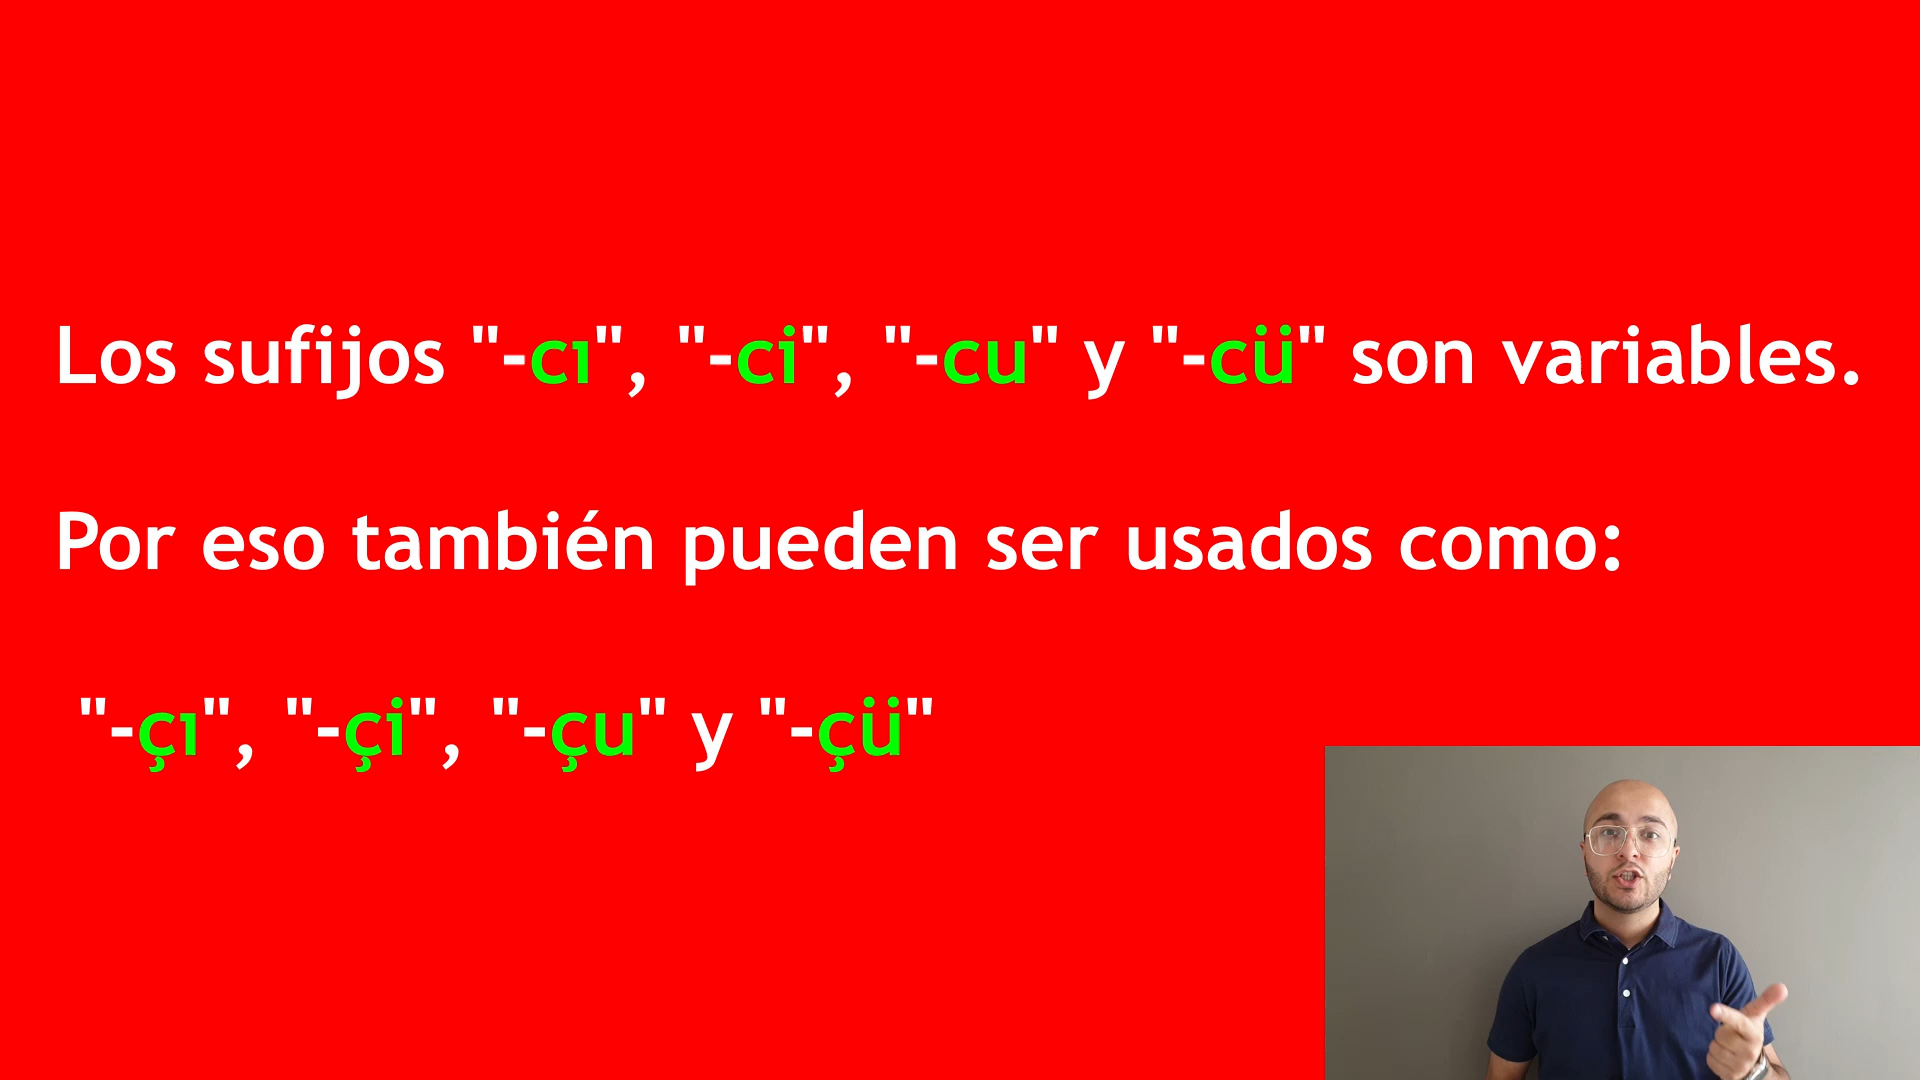 Los sufijos "-cı", "-ci", "-cu" y "-cü" son variables.
Por eso también pueden ser usados como:
"-çı", "-çi", "-çu" y "-çü"